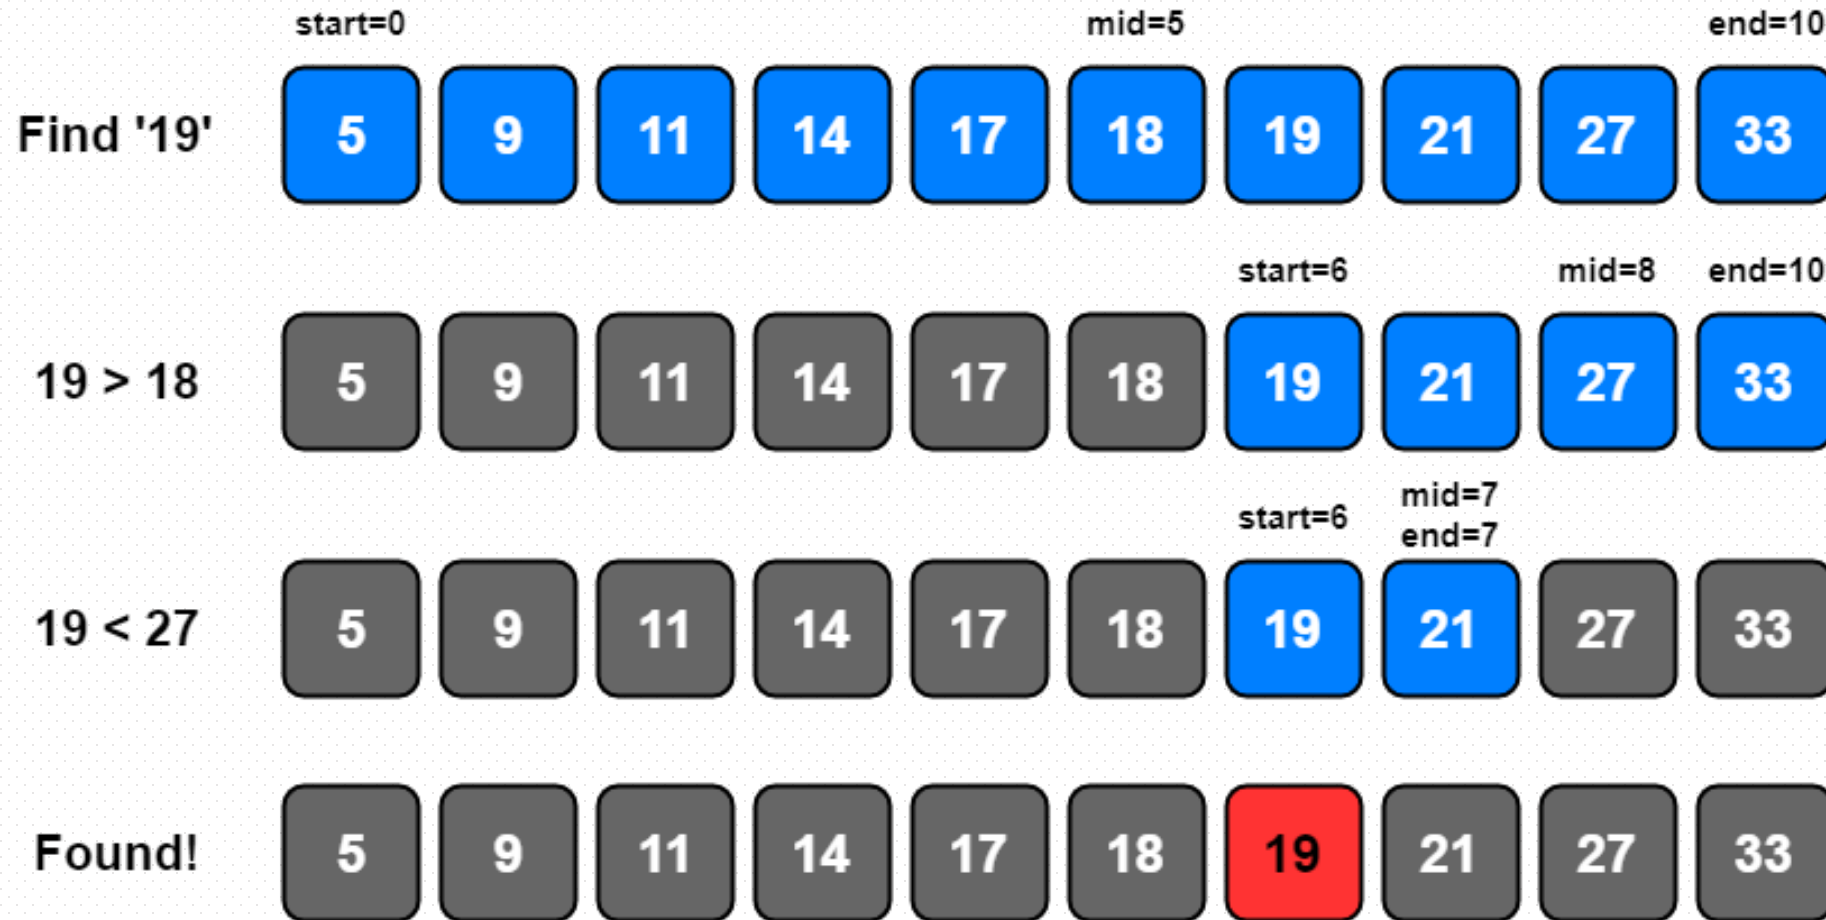 start=0 mid=5 end=10
Find '19' 5 9 11 14 17 18 19 21 27 33
start=6 mid=8 end=10
19 > 18 5 9 11 14 17 18 19 21 27 33
mid=7
start=6
end=7
19 < 27 5 9 11 14 17 18 19 21 27 33
Found! 5 9 11 14 17 18 19 21 27 33